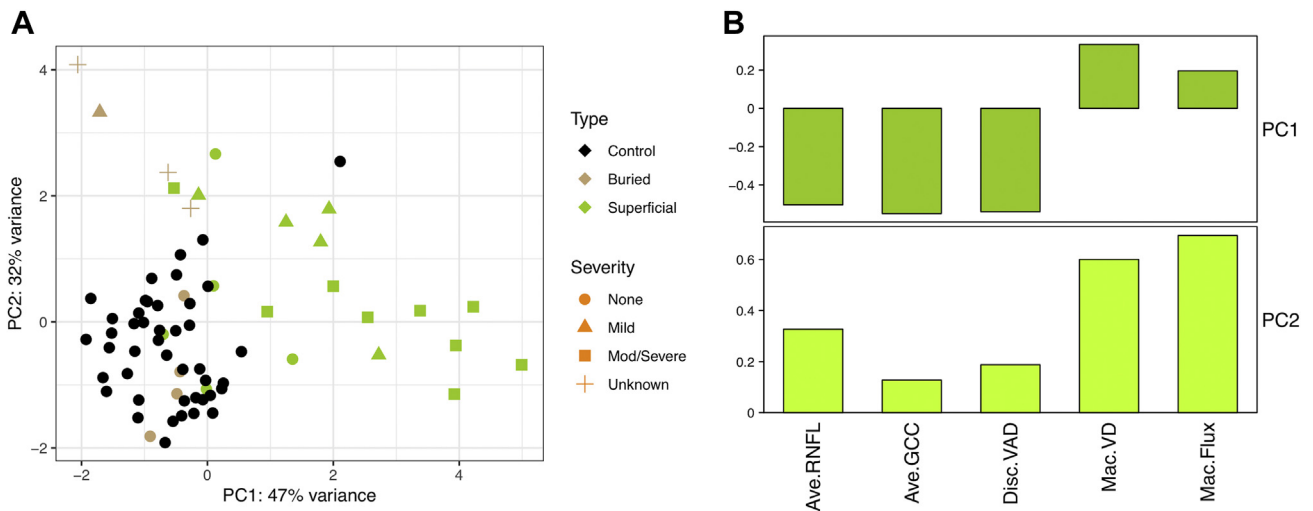 A
4
2
0
−2
PC2: 32% variance
−2
0
2
4
PC1: 47% variance
Type
Control
Buried
Superficial
Severity
None
Mild
Mod/Severe
Unknown
B
0.2
0
−0.2
−0.4
PC1
0.6
0.4
0.2
0
PC2
Ave.RNFL
Ave.GCC
Disc.VAD
Mac.VD
Mac.Flux